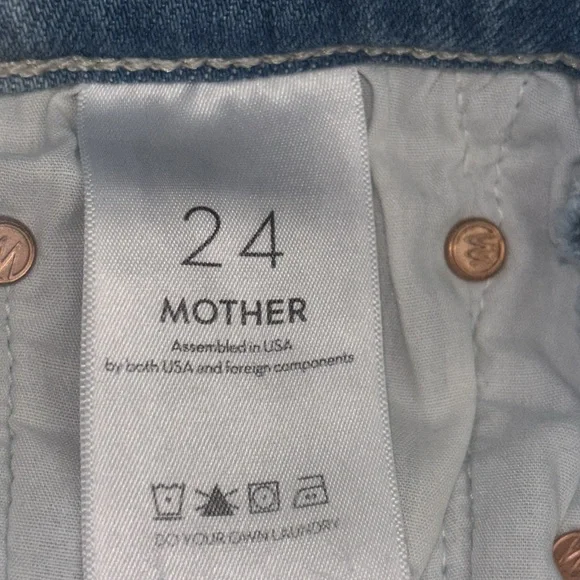 24
MOTHER
Assembled in USA
by both USA and foreign components
DO YOUR OWN LAUNDRY